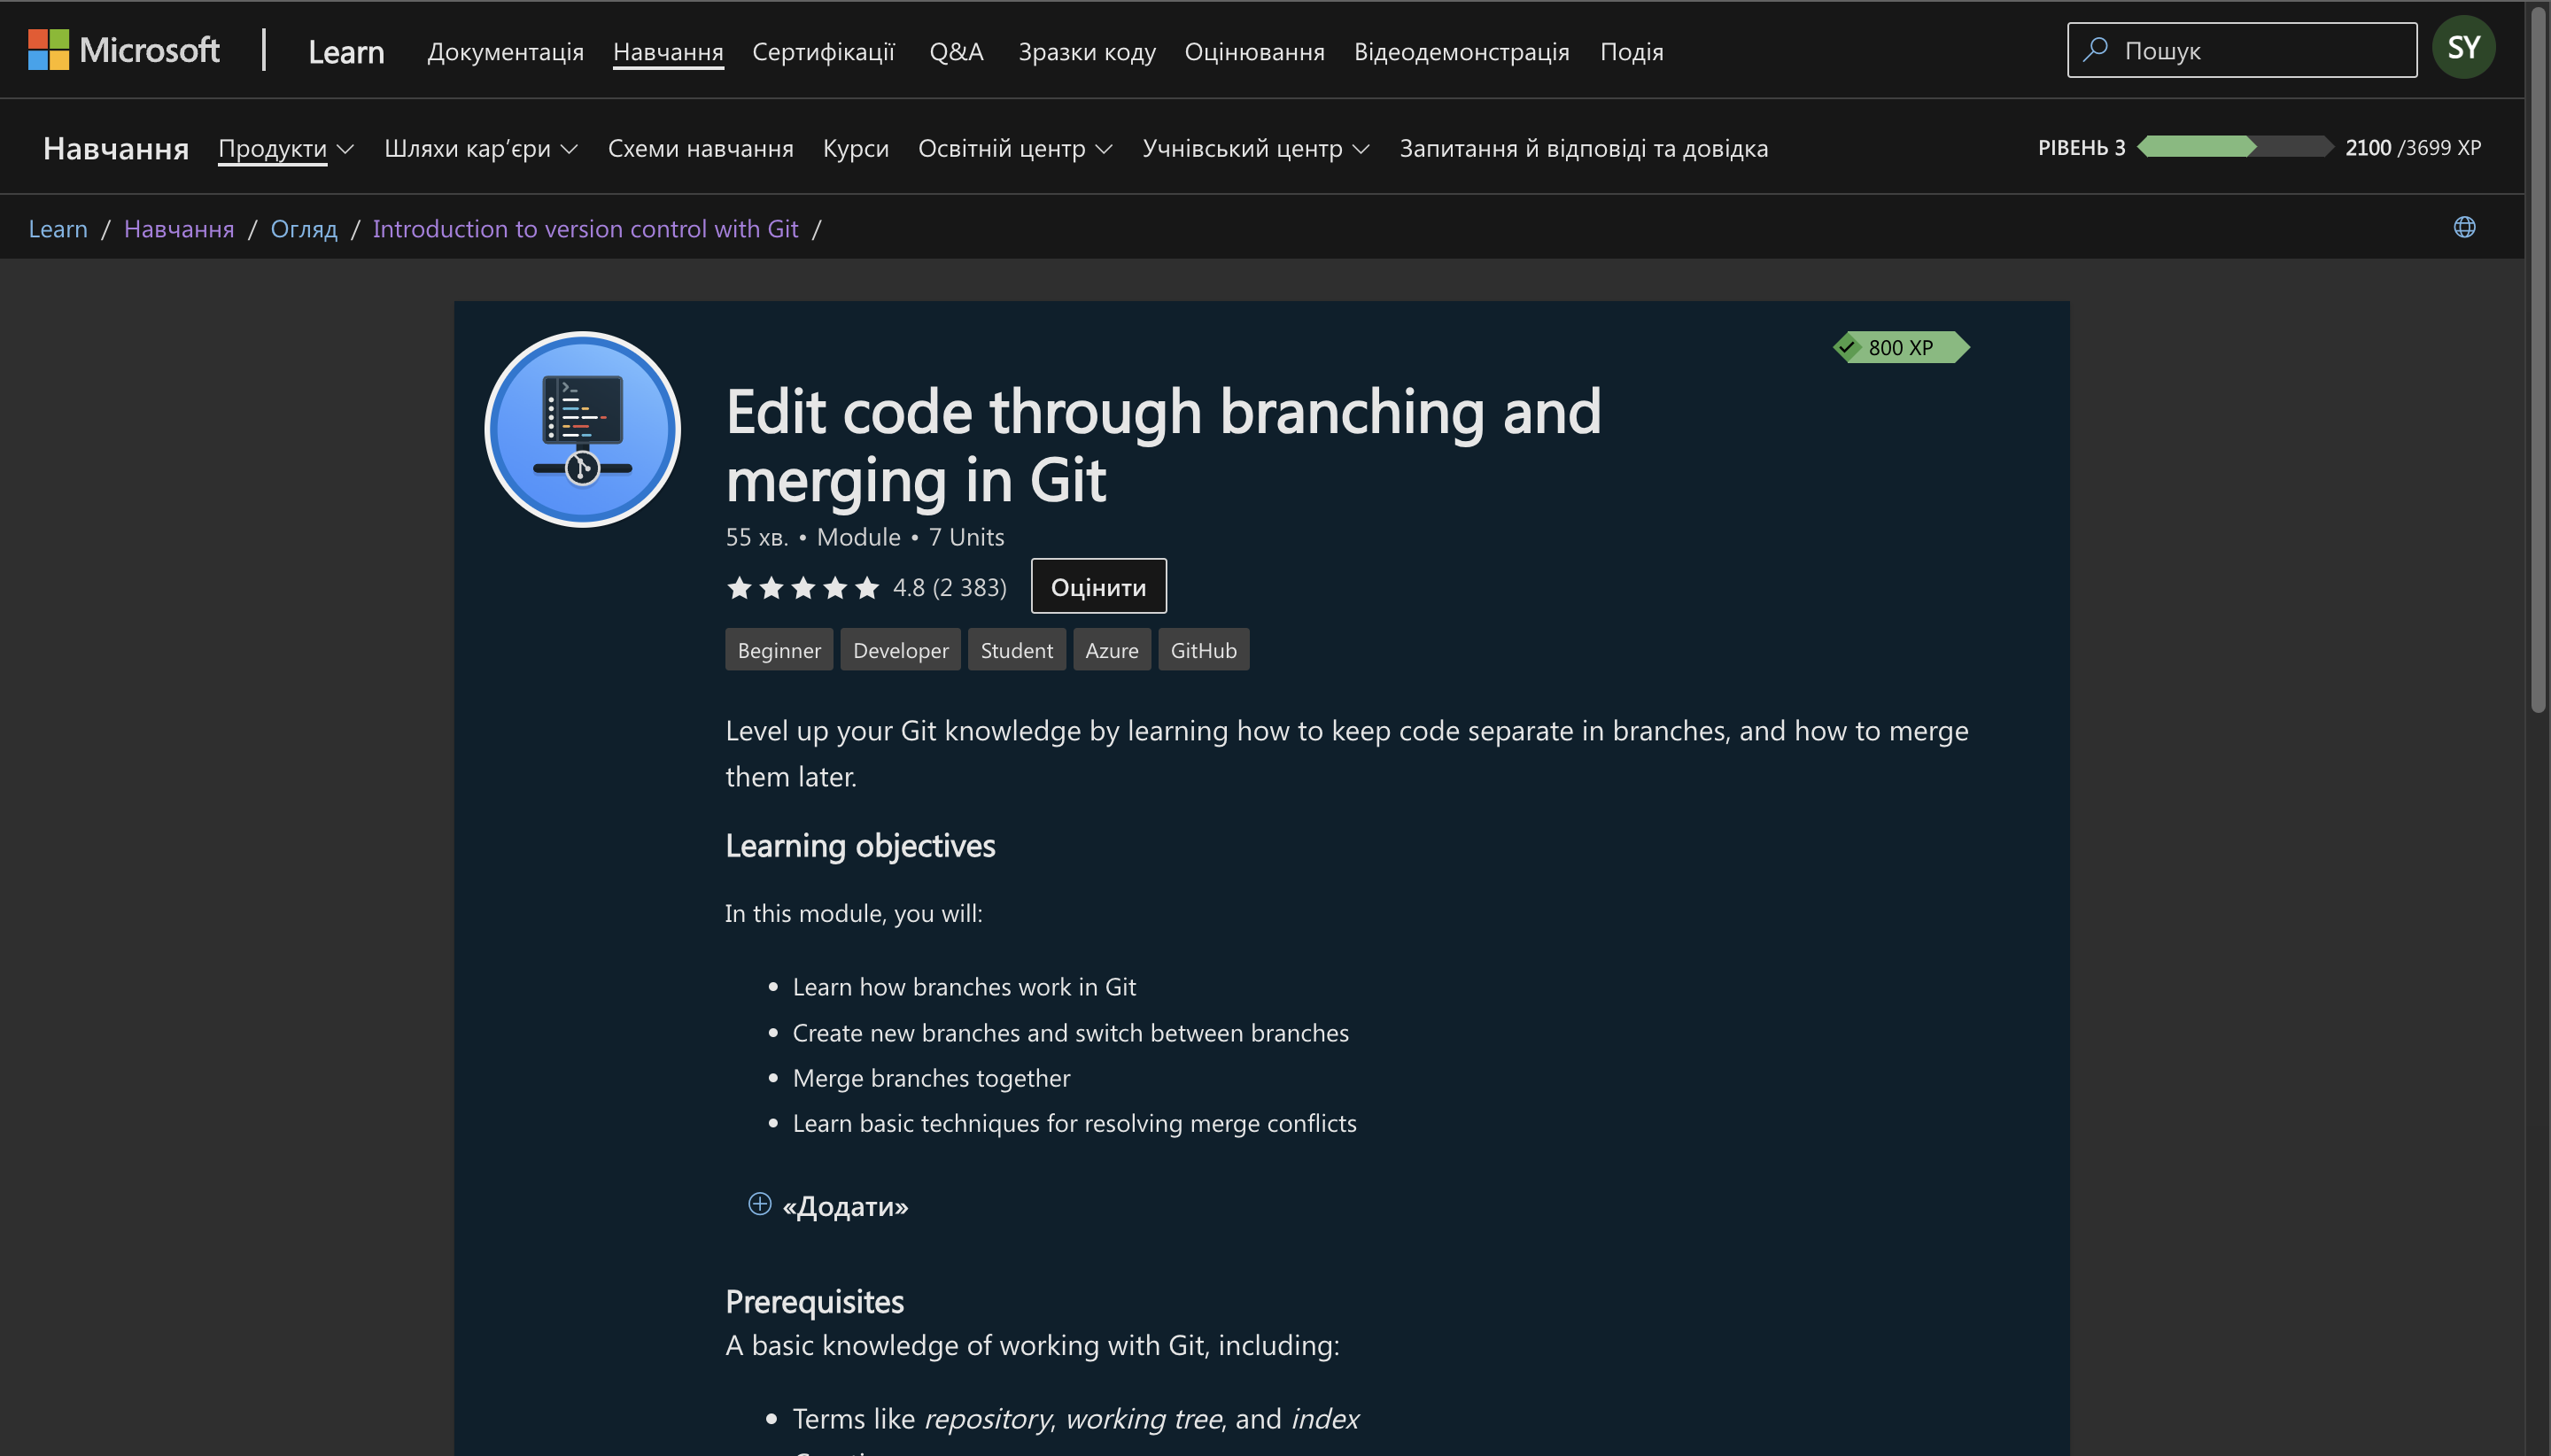 Microsoft | Learn Документація Навчання Сертифікації Q&A Зразки коду Оцінювання Відеодемонстрація Подія Пошук SY
Навчання Продукти Шляхи кар’єри Схеми навчання Курси Освітній центр Учнівський центр Запитання й відповіді та довідка РІВЕНЬ 3 2100 /3699 XP
Learn / Навчання / Огляд / Introduction to version control with Git /
800 XP
Edit code through branching and
merging in Git
55 хв. • Module • 7 Units
4.8 (2 383) Оцінити
Beginner Developer Student Azure GitHub
Level up your Git knowledge by learning how to keep code separate in branches, and how to merge
them later.
Learning objectives
In this module, you will:
• Learn how branches work in Git
• Create new branches and switch between branches
• Merge branches together
• Learn basic techniques for resolving merge conflicts
«Додати»
Prerequisites
A basic knowledge of working with Git, including:
• Terms like repository, working tree, and index